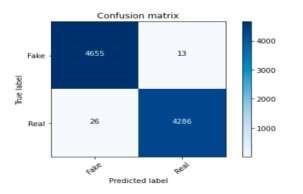 Confusion matrix
4000
Fake 4655 13
3000
True label
2000
Real 26 4286
1000
Fake Real
Predicted label